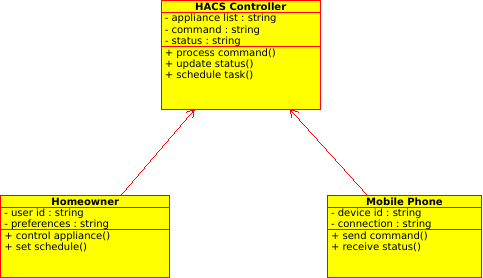 HACS Controller
- appliance list : string
- command : string
- status : string
+ process command()
+ update status()
+ schedule task()
Homeowner
- user id : string
- preferences : string
+ control appliance()
+ set schedule()
Mobile Phone
- device id : string
- connection : string
+ send command()
+ receive status()